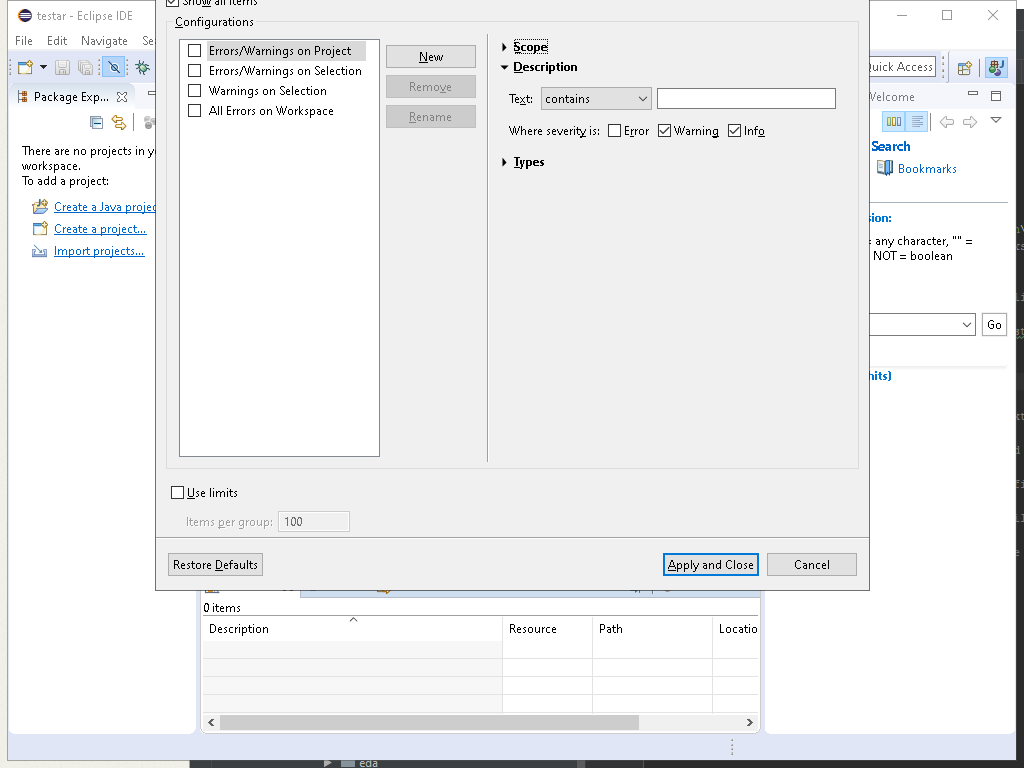 testar - Eclipse IDE
Show all items
File Edit Navigate Se
Configurations
Errors/Warnings on Project
Errors/Warnings on Selection
Warnings on Selection
All Errors on Workspace
New
Remove
Rename
Scope
Description
Text: contains
Where severity is: Error Warning Info
Types
Quick Access
Package Exp...
Welcome
There are no projects in y
workspace.
To add a project:
Create a Java projec
Create a project...
Import projects...
Search
Bookmarks
sion:
= any character, "" =
NOT = boolean
Go
hits)
Use limits
Items per group: 100
Restore Defaults
Apply and Close
Cancel
0 items
Description Resource Path Locatio
eda